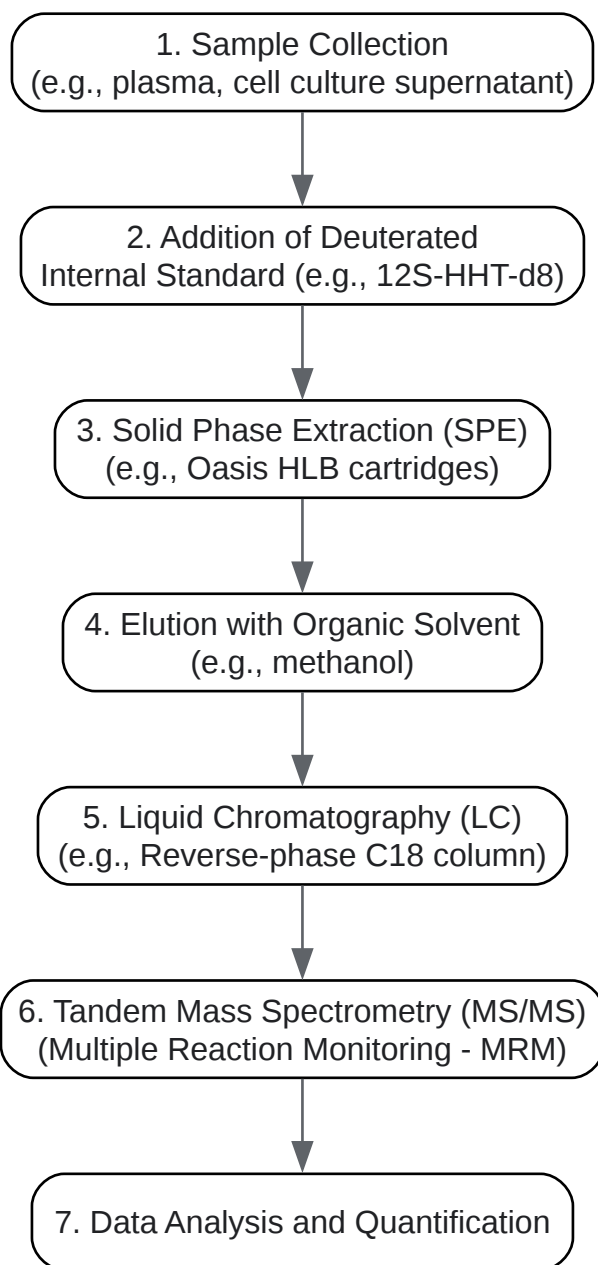 1. Sample Collection
(e.g., plasma, cell culture supernatant)
2. Addition of Deuterated
Internal Standard (e.g., 12S-HHT-d8)
3. Solid Phase Extraction (SPE)
(e.g., Oasis HLB cartridges)
4. Elution with Organic Solvent
(e.g., methanol)
5. Liquid Chromatography (LC)
(e.g., Reverse-phase C18 column)
6. Tandem Mass Spectrometry (MS/MS)
(Multiple Reaction Monitoring - MRM)
7. Data Analysis and Quantification